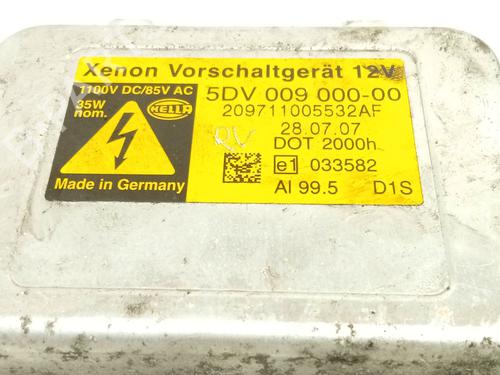 Xenon Vorschaltgerät 12V
1100V DC/85V AC
35W
nom.
HELLA
Made in Germany
5DV 009 000-00
209711005532AF
28.07.07
DOT 2000h
e1 033582
Al 99.5 D1S